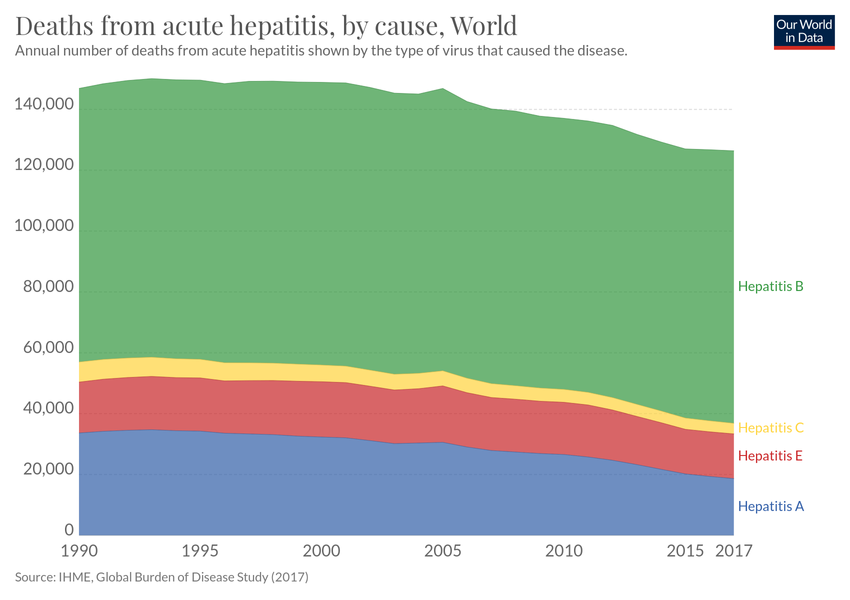 Deaths from acute hepatitis, by cause, World
Annual number of deaths from acute hepatitis shown by the type of virus that caused the disease.
Our World
in Data
140,000
120,000
100,000
80,000
60,000
40,000
20,000
0
Hepatitis B
Hepatitis C
Hepatitis E
Hepatitis A
1990 1995 2000 2005 2010 2015 2017
Source: IHME, Global Burden of Disease Study (2017)